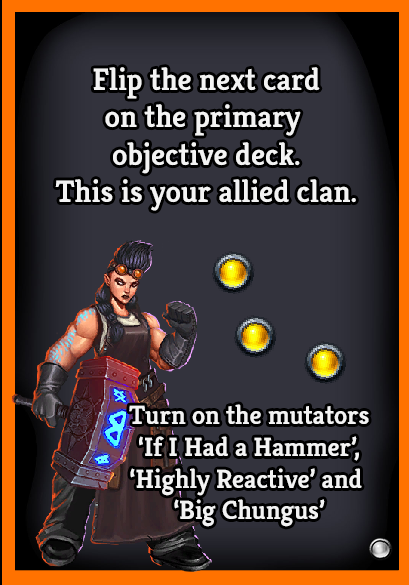 Flip the next card
on the primary
objective deck.
This is your allied clan.
Turn on the mutators
‘If I Had a Hammer’,
‘Highly Reactive’ and
‘Big Chungus’